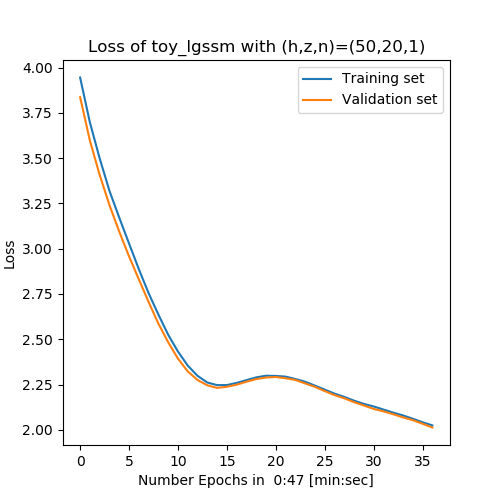 Loss of toy_lgssm with (h,z,n)=(50,20,1)
Training set
Validation set
4.00
3.75
3.50
3.25
3.00
2.75
2.50
2.25
2.00
Loss
0 5 10 15 20 25 30 35
Number Epochs in  0:47 [min:sec]